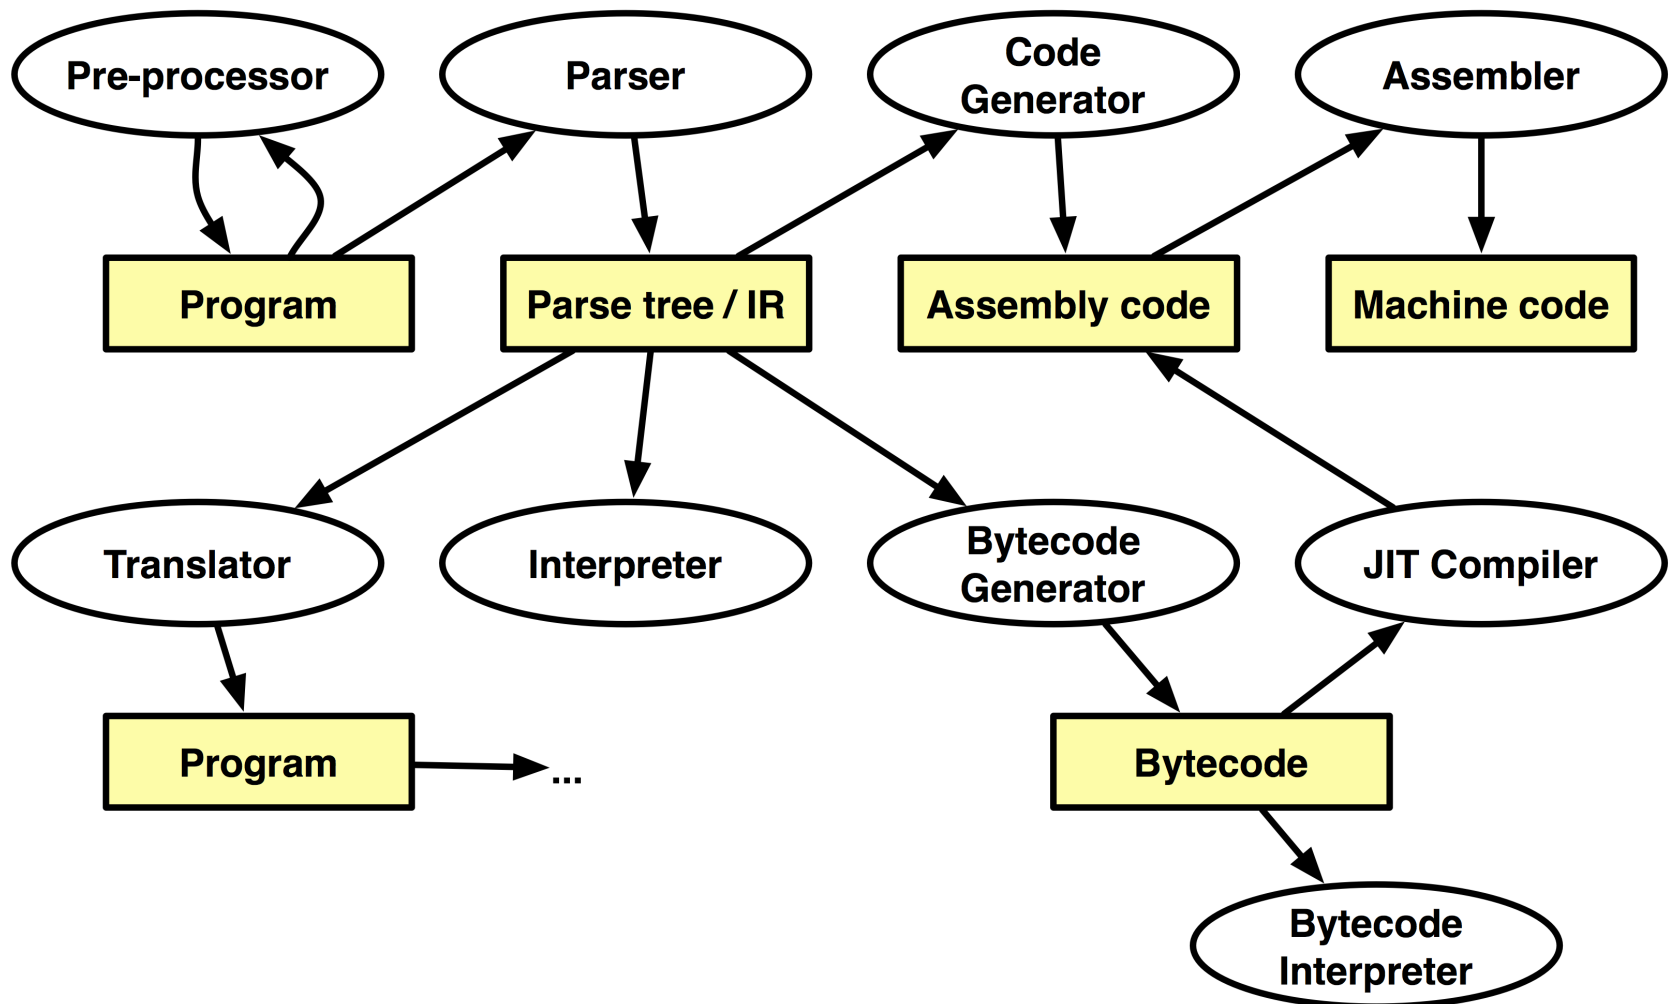 Pre-processor
Parser
Code
Generator
Assembler
Program
Parse tree / IR
Assembly code
Machine code
Translator
Interpreter
Bytecode
Generator
JIT Compiler
Program
...
Bytecode
Bytecode
Interpreter